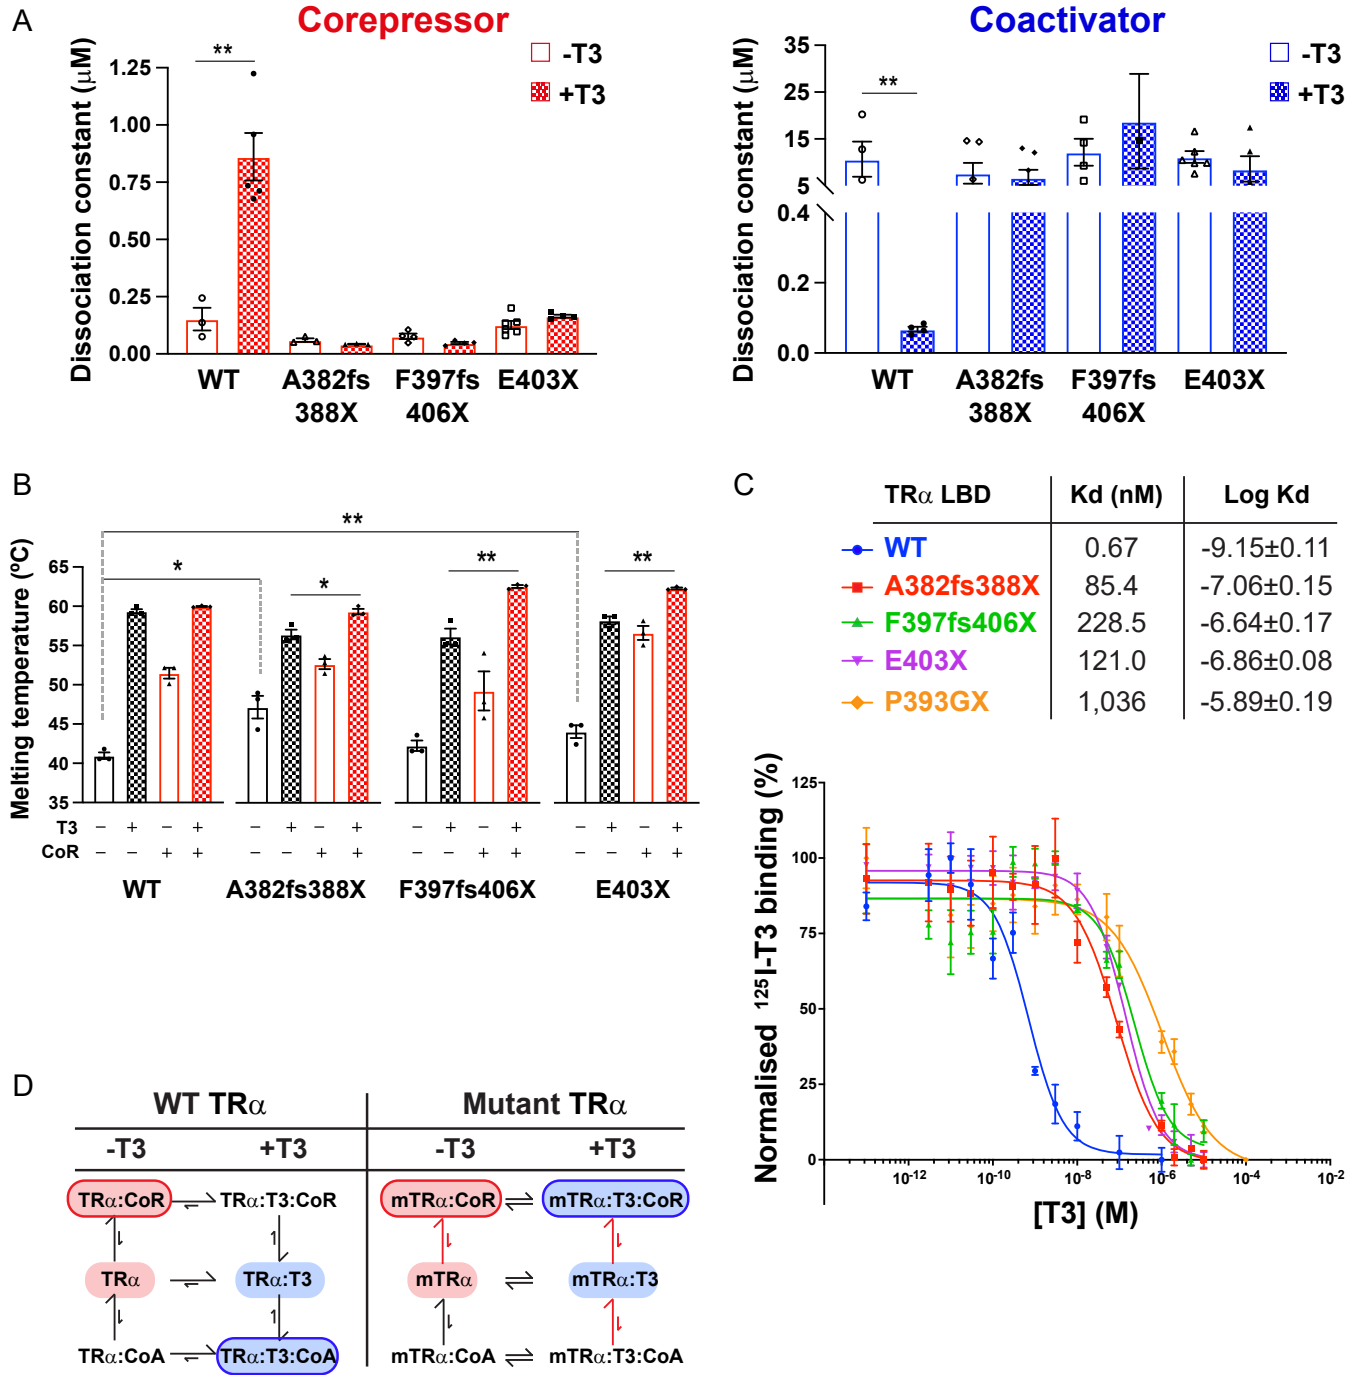 A
Corepressor
Dissociation constant (μM)
1.25
1.00
0.75
0.50
0.25
0.00
**
-T3
+T3
WT
A382fs
388X
F397fs
406X
E403X
Coactivator
Dissociation constant (μM)
35
25
15
5
0.4
0.2
0.0
**
-T3
+T3
WT
A382fs
388X
F397fs
406X
E403X
B
Melting temperature (ºC)
65
60
55
50
45
40
35
**
*
*
**
**
T3 − + − + − + − + − + − + − + − +
CoR − − + + − − + + − − + + − − + +
WT A382fs388X F397fs406X E403X
C
TRα LBD Kd (nM) Log Kd
WT 0.67 -9.15±0.11
A382fs388X 85.4 -7.06±0.15
F397fs406X 228.5 -6.64±0.17
E403X 121.0 -6.86±0.08
P393GX 1,036 -5.89±0.19
Normalised ¹²⁵I-T3 binding (%)
125
100
75
50
25
0
10⁻¹² 10⁻¹⁰ 10⁻⁸ 10⁻⁶ 10⁻⁴ 10⁻²
[T3] (M)
D
WT TRα Mutant TRα
-T3 +T3 -T3 +T3
TRα:CoR TRα:T3:CoR mTRα:CoR mTRα:T3:CoR
TRα TRα:T3 mTRα mTRα:T3
TRα:CoA TRα:T3:CoA mTRα:CoA mTRα:T3:CoA